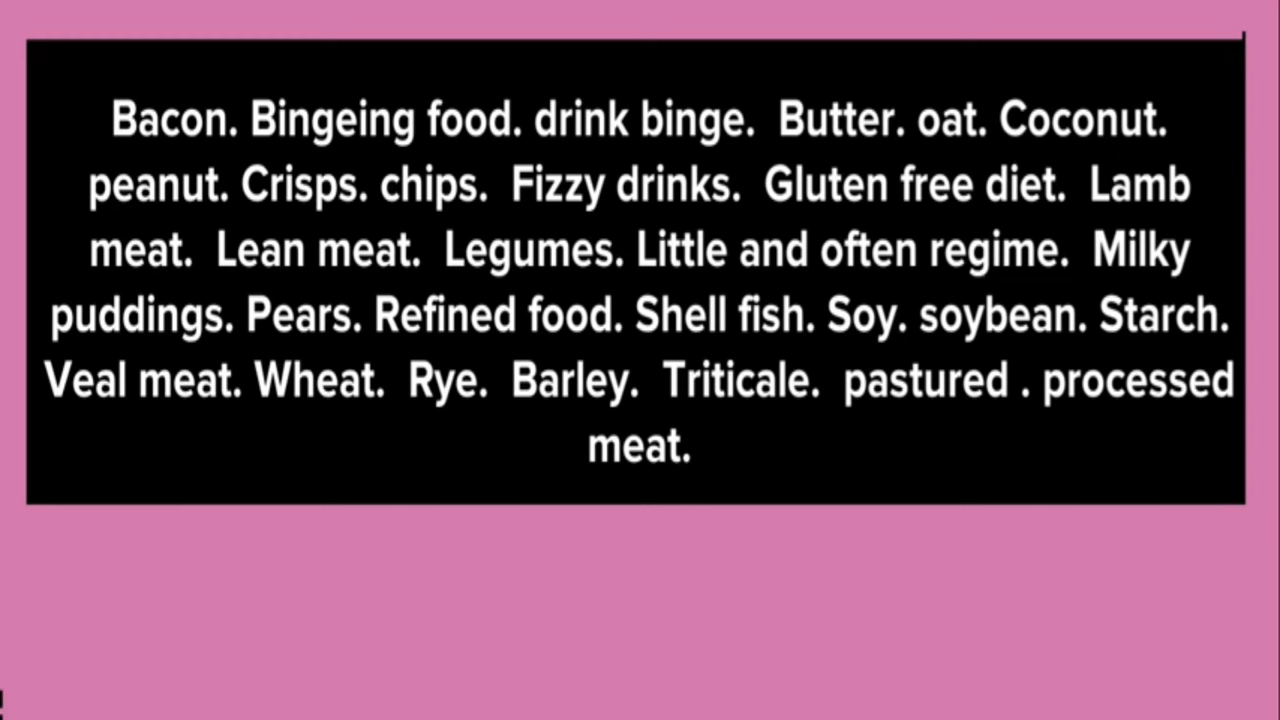 Bacon. Bingeing food. drink binge.  Butter. oat. Coconut.
peanut. Crisps. chips.  Fizzy drinks.  Gluten free diet.  Lamb
meat.  Lean meat.  Legumes. Little and often regime.  Milky
puddings. Pears. Refined food. Shell fish. Soy. soybean. Starch.
Veal meat. Wheat.  Rye.  Barley.  Triticale.  pastured . processed
meat.